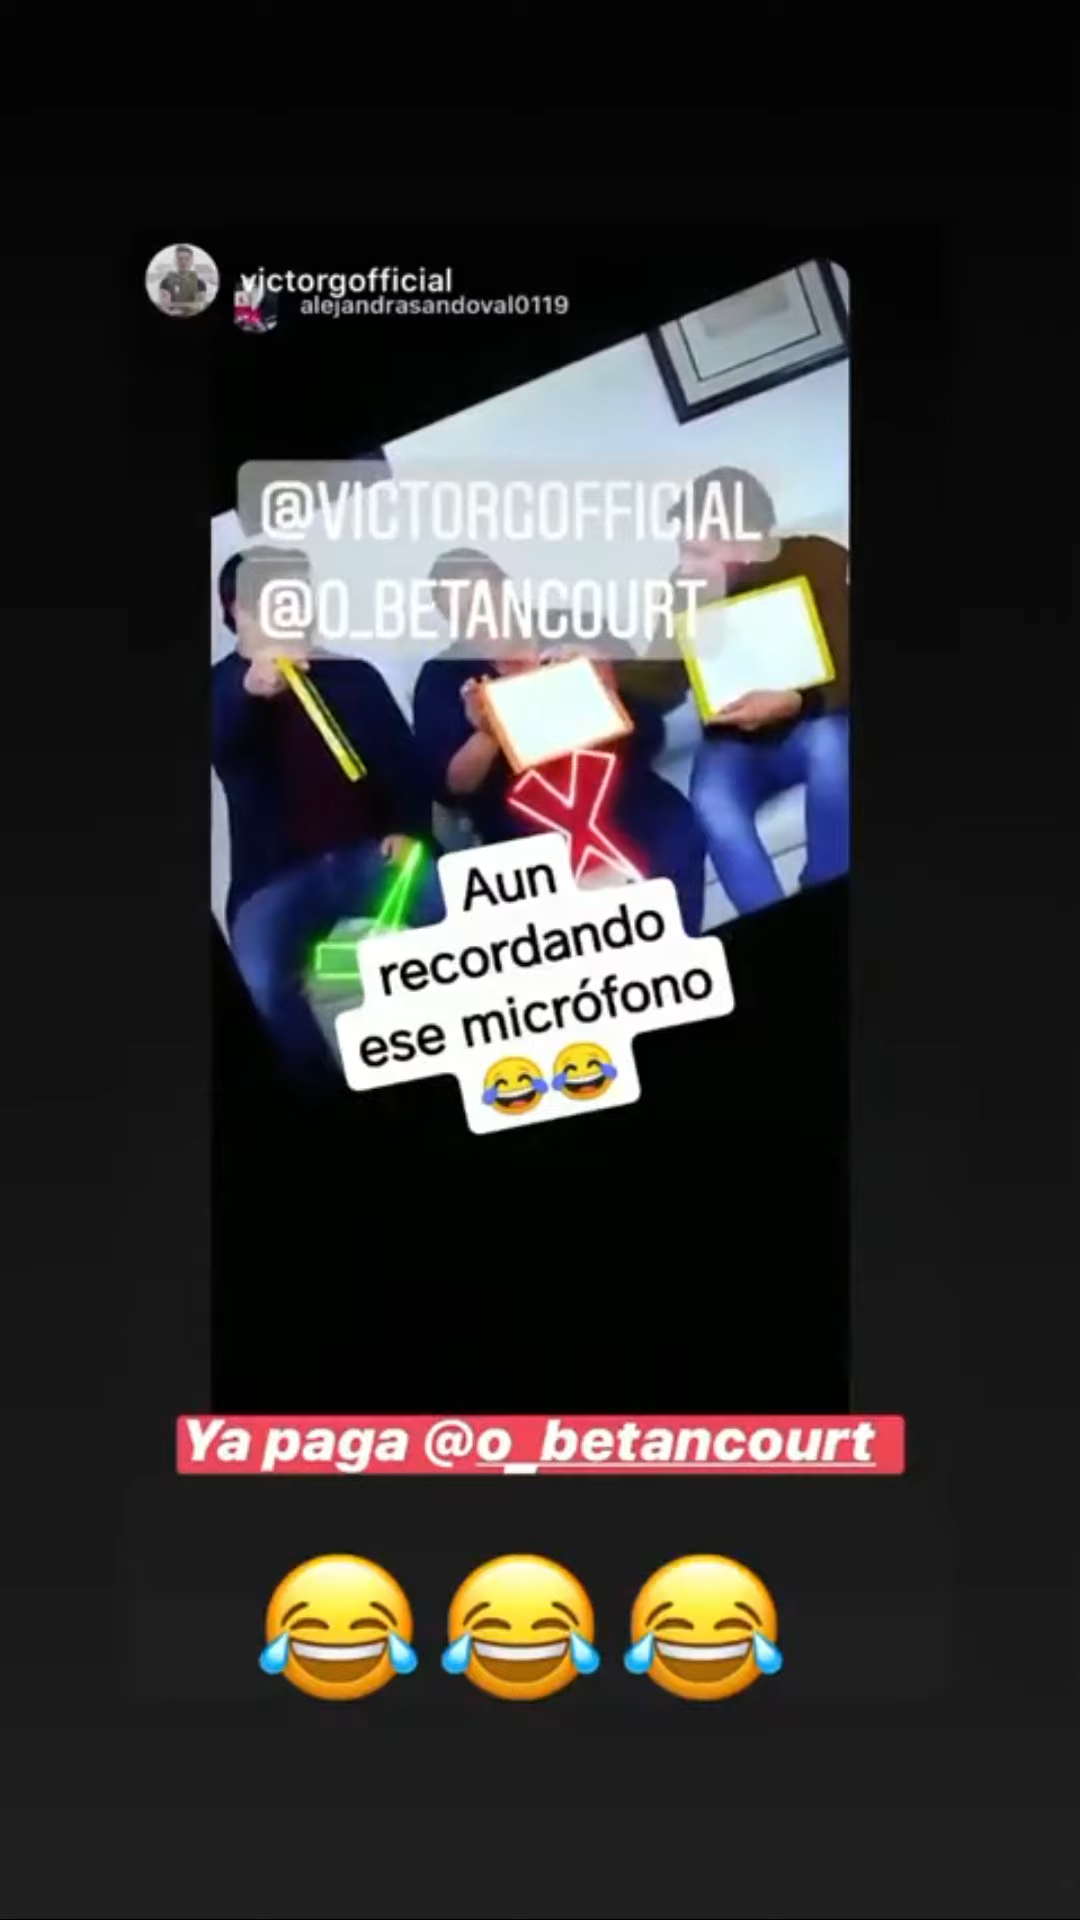 victorgofficial
alejandrasandoval0119
@VICTORGOFFICIAL
@O_BETANCOURT
Aun
recordando
ese micrófono
😂😂
Ya paga @o_betancourt
😂😂😂